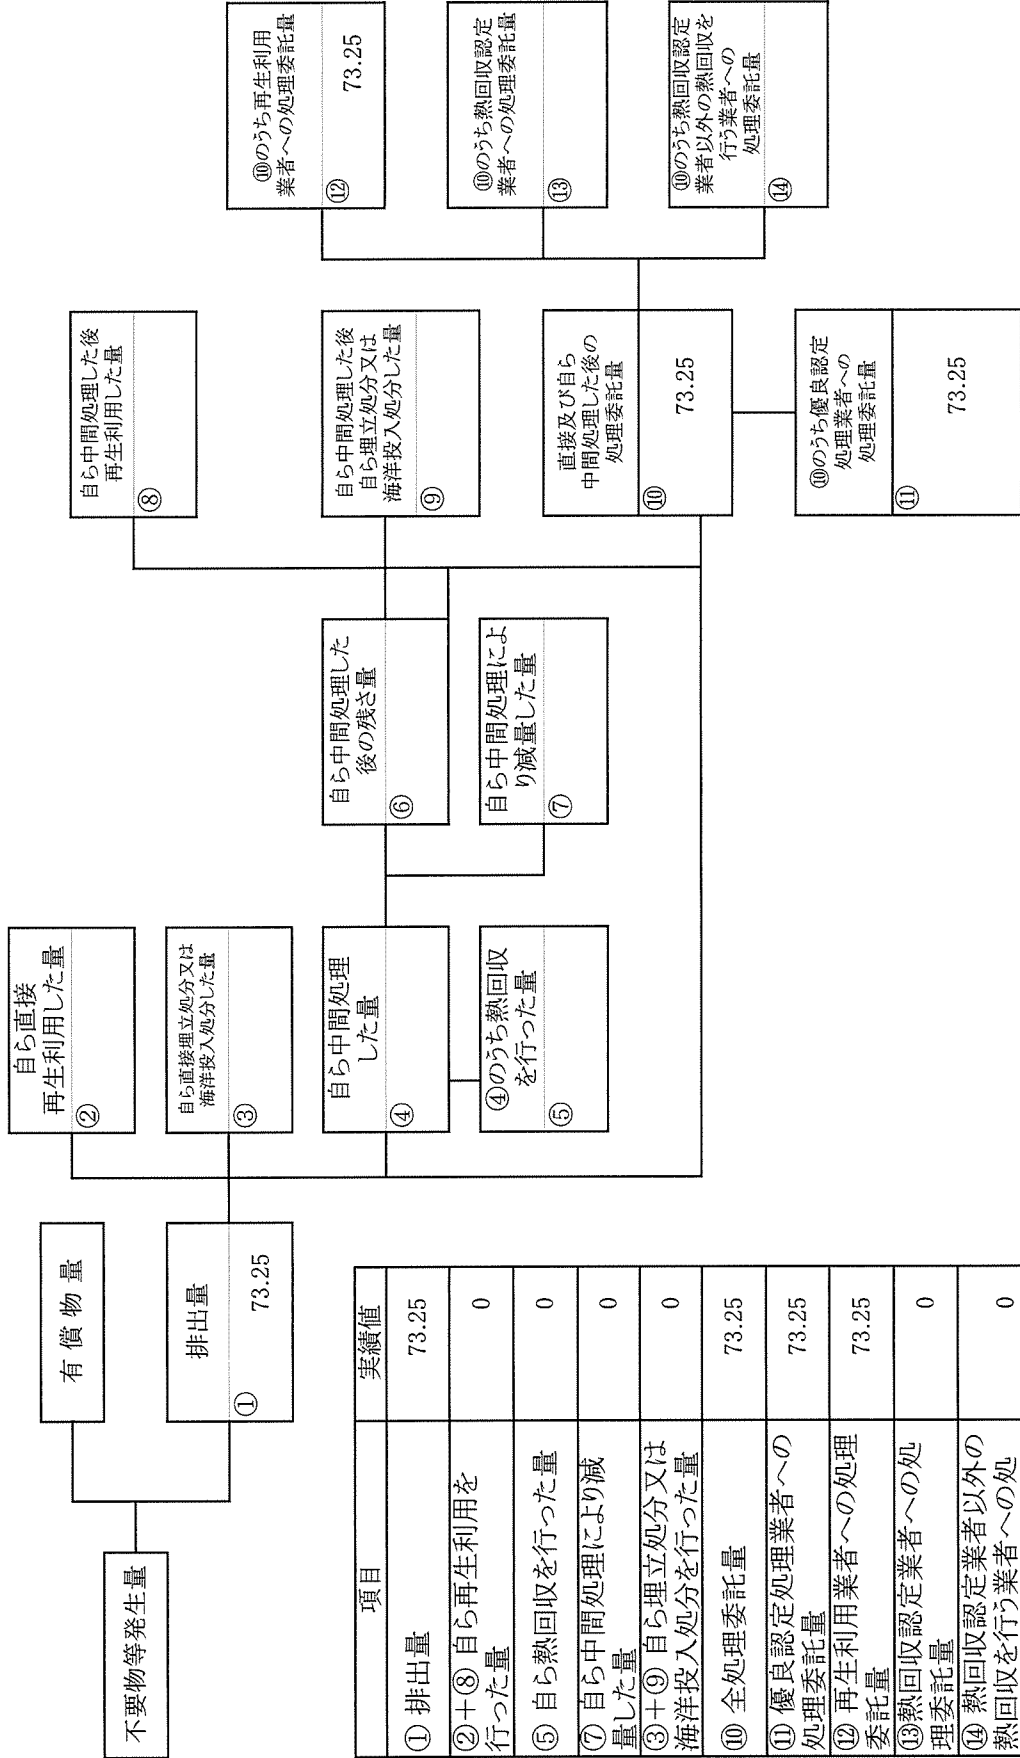 不要物等発生量
有償物量
排出量
①
73.25
自ら直接
再生利用した量
②
自ら直接埋立処分又は
海洋投入処分した量
③
自ら中間処理
した量
④
④のうち熱回収
を行った量
⑤
自ら中間処理した
後の残さ量
⑥
自ら中間処理によ
り減量した量
⑦
自ら中間処理した後
再生利用した量
⑧
自ら中間処理した後
自ら埋立処分又は
海洋投入処分した量
⑨
直接及び自ら
中間処理した後の
処理委託量
⑩
73.25
⑩のうち優良認定
処理業者への
処理委託量
⑪
73.25
⑩のうち再生利用
業者への処理委託量
⑫
73.25
⑩のうち熱回収認定
業者への処理委託量
⑬
⑩のうち熱回収認定
業者以外の熱回収を
行う業者への
処理委託量
⑭
項目 実績値
① 排出量 73.25
②+⑧ 自ら再生利用を
行った量 0
⑤ 自ら熱回収を行った量 0
⑦ 自ら中間処理により減
量した量 0
③+⑨ 自ら埋立処分又は
海洋投入処分を行った量 0
⑩ 全処理委託量 73.25
⑪ 優良認定処理業者への
処理委託量 73.25
⑫ 再生利用業者への処理
委託量 73.25
⑬熱回収認定業者への処
理委託量 0
⑭ 熱回収認定業者以外の
熱回収を行う業者への処 0